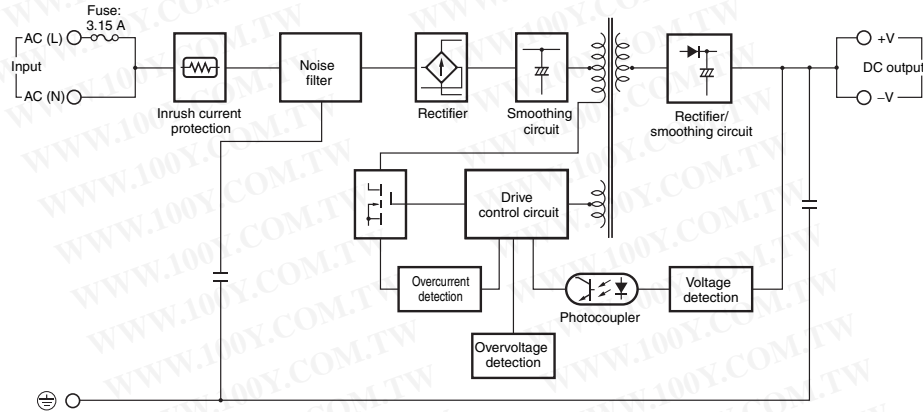 Fuse:
3.15 A
AC (L)
Input
AC (N)
Inrush current
protection
Noise
filter
Rectifier
Smoothing
circuit
Rectifier/
smoothing circuit
+V
DC output
–V
Drive
control circuit
Overcurrent
detection
Photocoupler
Voltage
detection
Overvoltage
detection
WWW.100Y.COM.TW